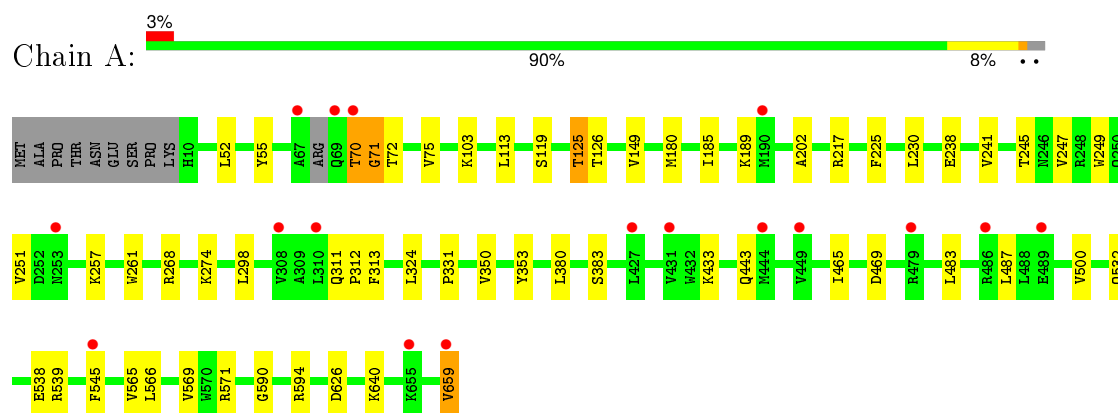 3%
Chain A:
90%
8%
• •
MET ALA PRO THR ASN GLU SER PRO LYS H10 L52 Y55 A67 ARG Q69 T70 G71 T72 V75 K103 L113 S119 T125 T126 V149 M180 I185 K189 M190 A202 R217 F225 L230 E238 V241 T245 N246 V247 R248 W249 Q250
V251 D252 N253 K257 W261 R268 K274 L298 V308 A309 L310 Q311 P312 F313 L324 P331 V350 Y353 L380 S383 L427 V431 W432 K433 Q443 M444 V449 I465 D469 R479 L483 R486 L487 L488 E489 V500 Q532
E538 R539 F545 V565 L566 V569 W570 R571 G590 R594 D626 K640 K655 V659